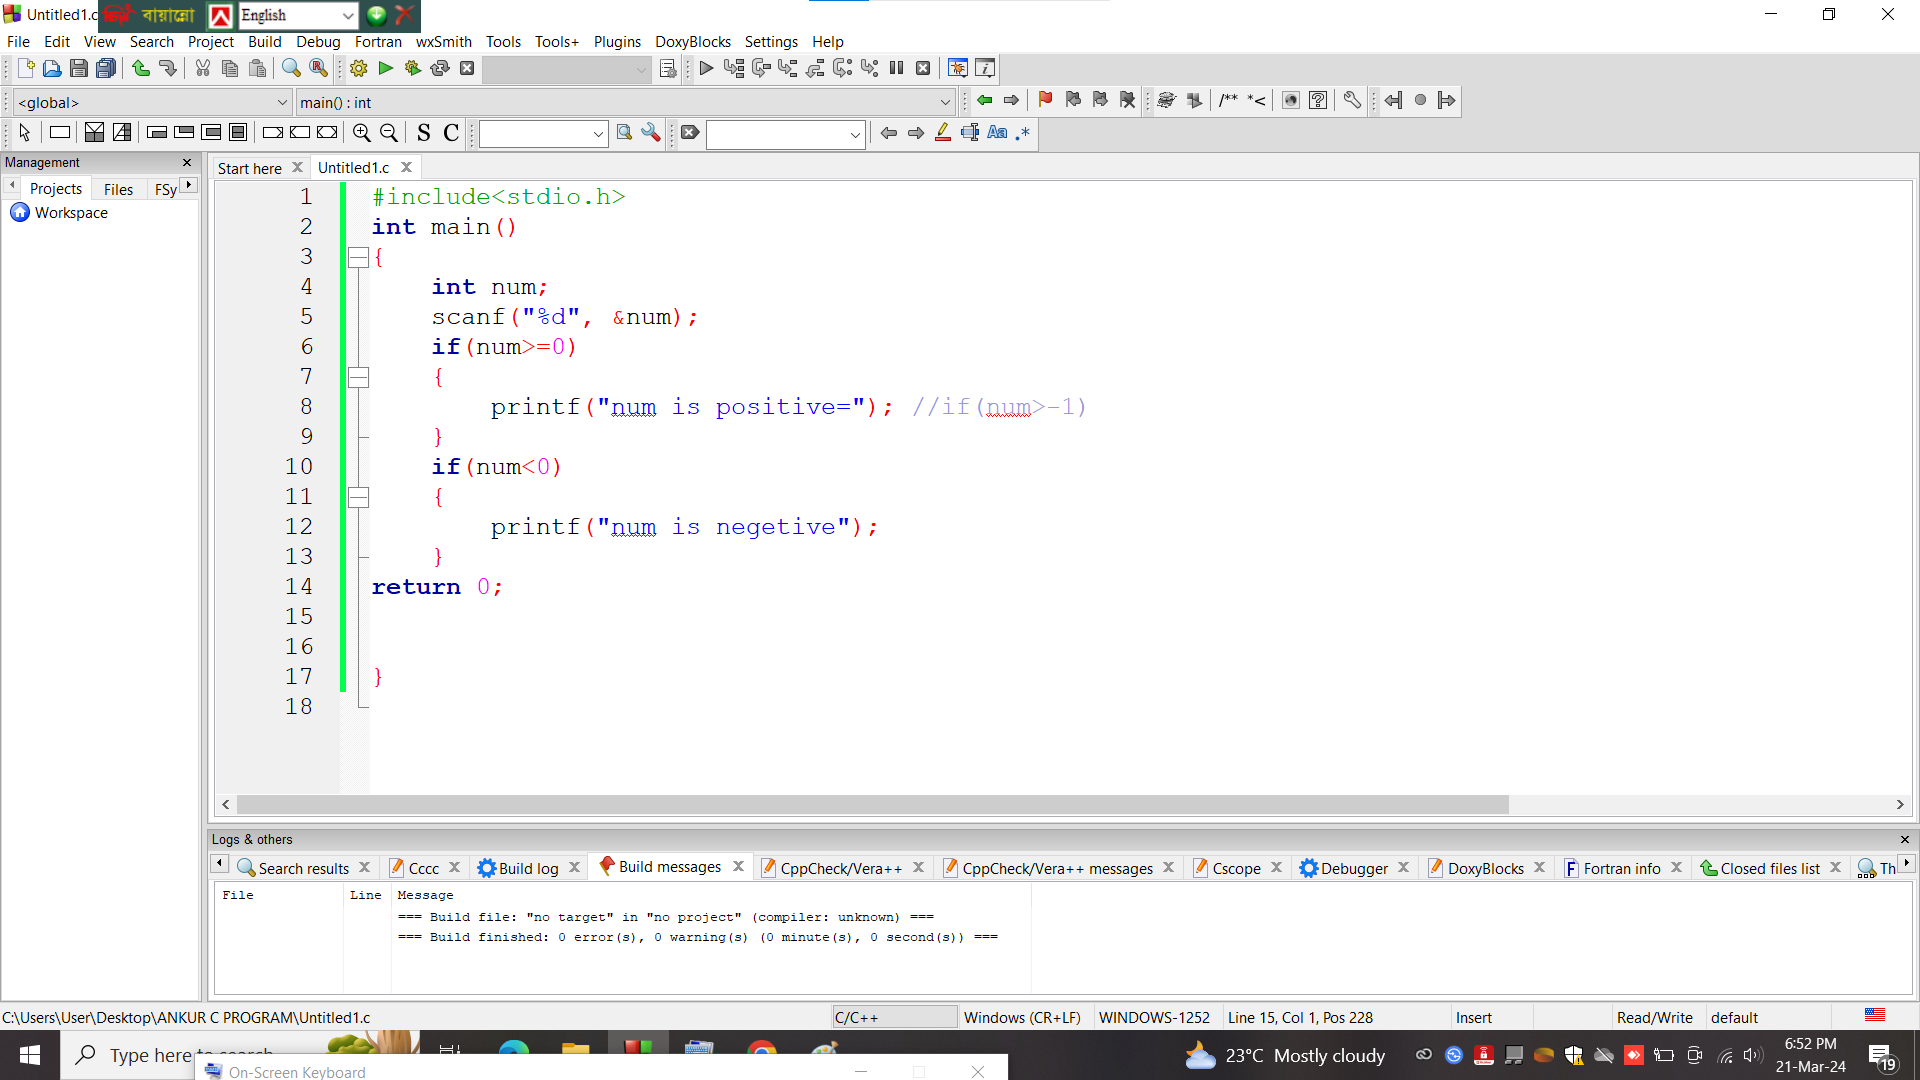 Untitled1.c
বায়ান্নো
English
File Edit View Search Project Build Debug Fortran wxSmith Tools Tools+ Plugins DoxyBlocks Settings Help
<global>
main() : int
/** *<
S C
Aa .*
Management
Start here
Untitled1.c
Projects Files FSy
Workspace
1 #include<stdio.h>
2 int main()
3 {
4 int num;
5 scanf("%d", &num);
6 if(num>=0)
7 {
8 printf("num is positive="); //if(num>-1)
9 }
10 if(num<0)
11 {
12 printf("num is negetive");
13 }
14 return 0;
15
16
17 }
18
Logs & others
Search results Cccc Build log Build messages CppCheck/Vera++ CppCheck/Vera++ messages Cscope Debugger DoxyBlocks Fortran info Closed files list Th
File Line Message
=== Build file: "no target" in "no project" (compiler: unknown) ===
=== Build finished: 0 error(s), 0 warning(s) (0 minute(s), 0 second(s)) ===
C:\Users\User\Desktop\ANKUR C PROGRAM\Untitled1.c C/C++ Windows (CR+LF) WINDOWS-1252 Line 15, Col 1, Pos 228 Insert Read/Write default
Type here to search
On-Screen Keyboard
23°C Mostly cloudy
6:52 PM
21-Mar-24
19